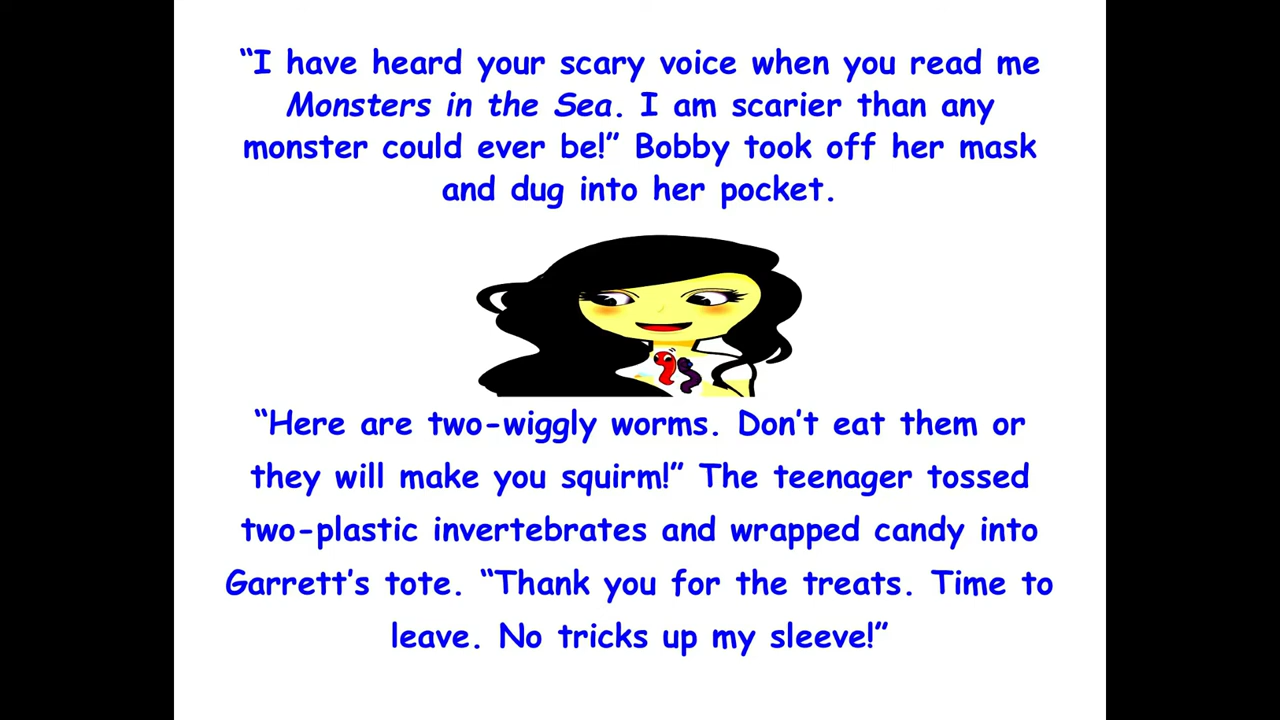 “I have heard your scary voice when you read me
Monsters in the Sea. I am scarier than any
monster could ever be!” Bobby took off her mask
and dug into her pocket.
“Here are two-wiggly worms. Don’t eat them or
they will make you squirm!” The teenager tossed
two-plastic invertebrates and wrapped candy into
Garrett’s tote. “Thank you for the treats. Time to
leave. No tricks up my sleeve!”